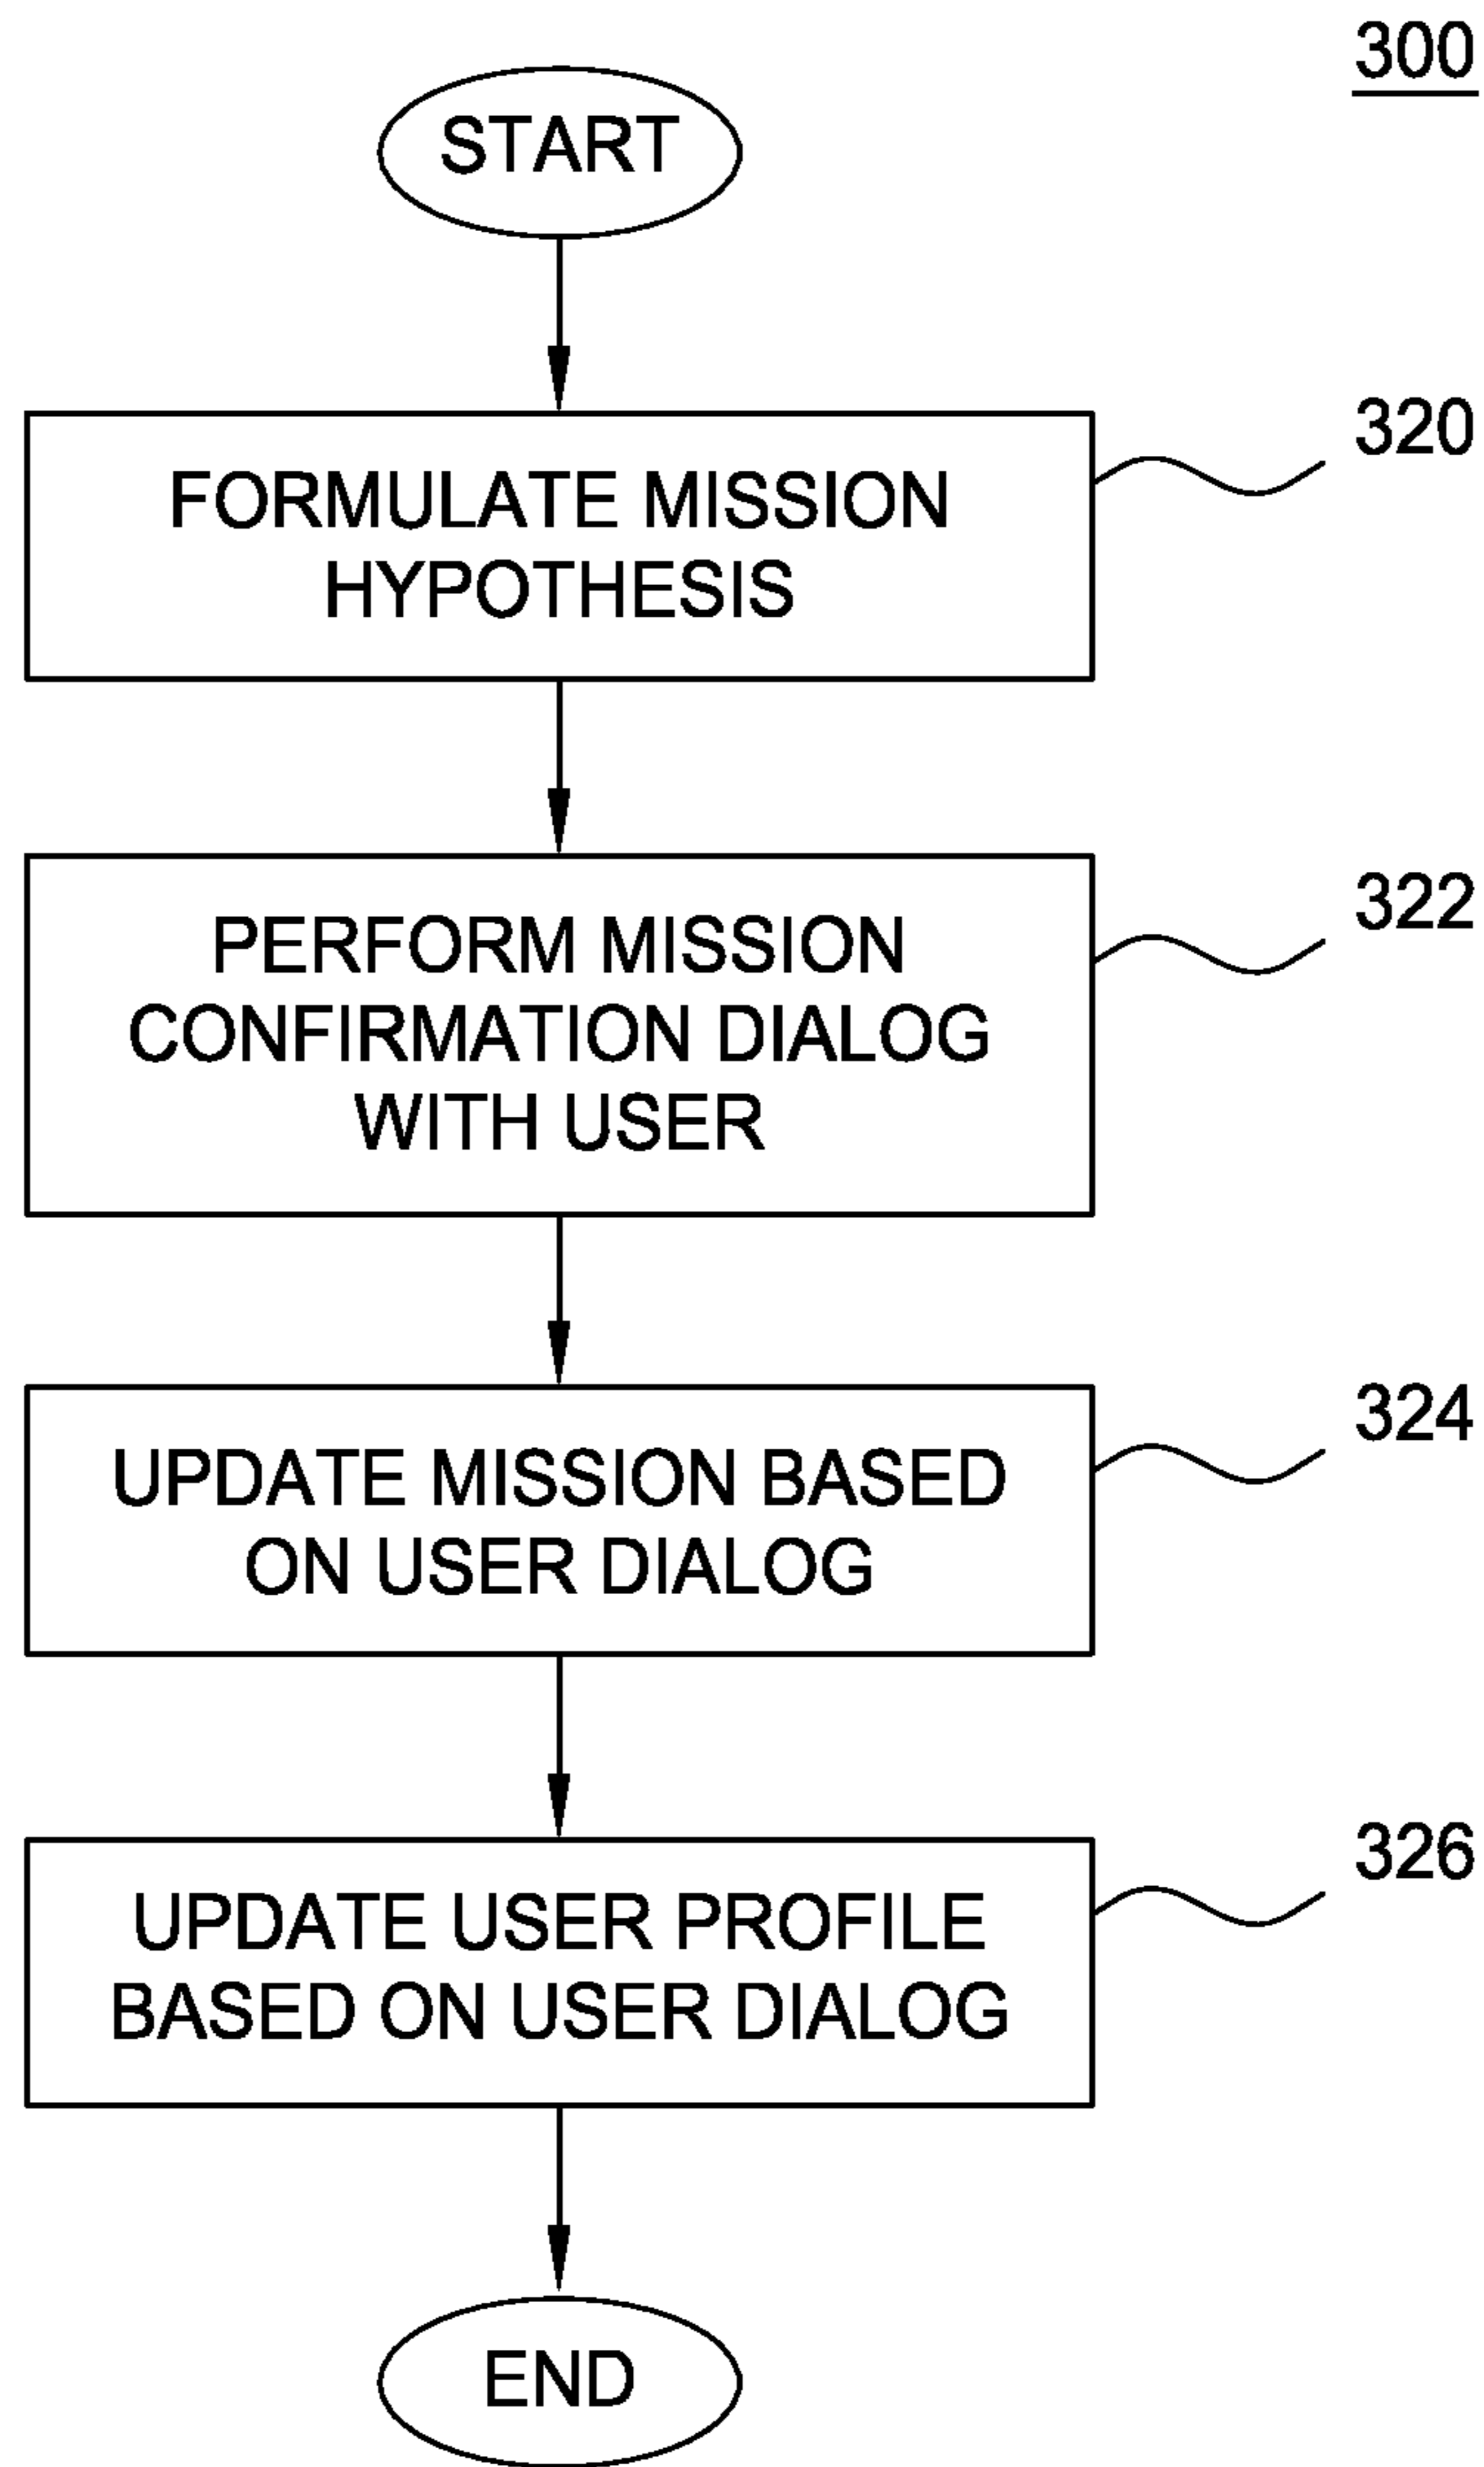 300
START
320
FORMULATE MISSION
HYPOTHESIS
322
PERFORM MISSION
CONFIRMATION DIALOG
WITH USER
324
UPDATE MISSION BASED
ON USER DIALOG
326
UPDATE USER PROFILE
BASED ON USER DIALOG
END